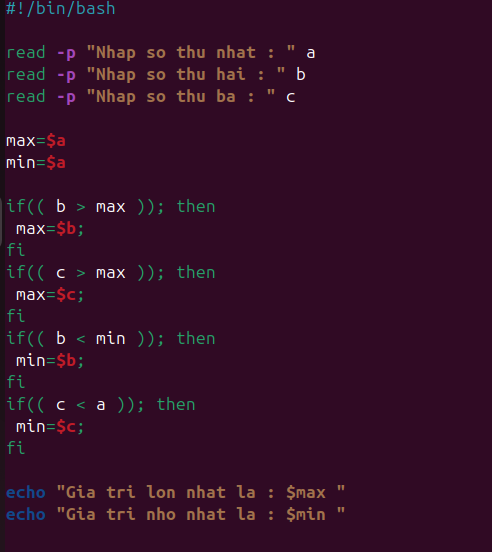 #!/bin/bash
read -p "Nhap so thu nhat : " a
read -p "Nhap so thu hai : " b
read -p "Nhap so thu ba : " c
max=$a
min=$a
if(( b > max )); then
 max=$b;
fi
if(( c > max )); then
 max=$c;
fi
if(( b < min )); then
 min=$b;
fi
if(( c < a )); then
 min=$c;
fi
echo "Gia tri lon nhat la : $max "
echo "Gia tri nho nhat la : $min "